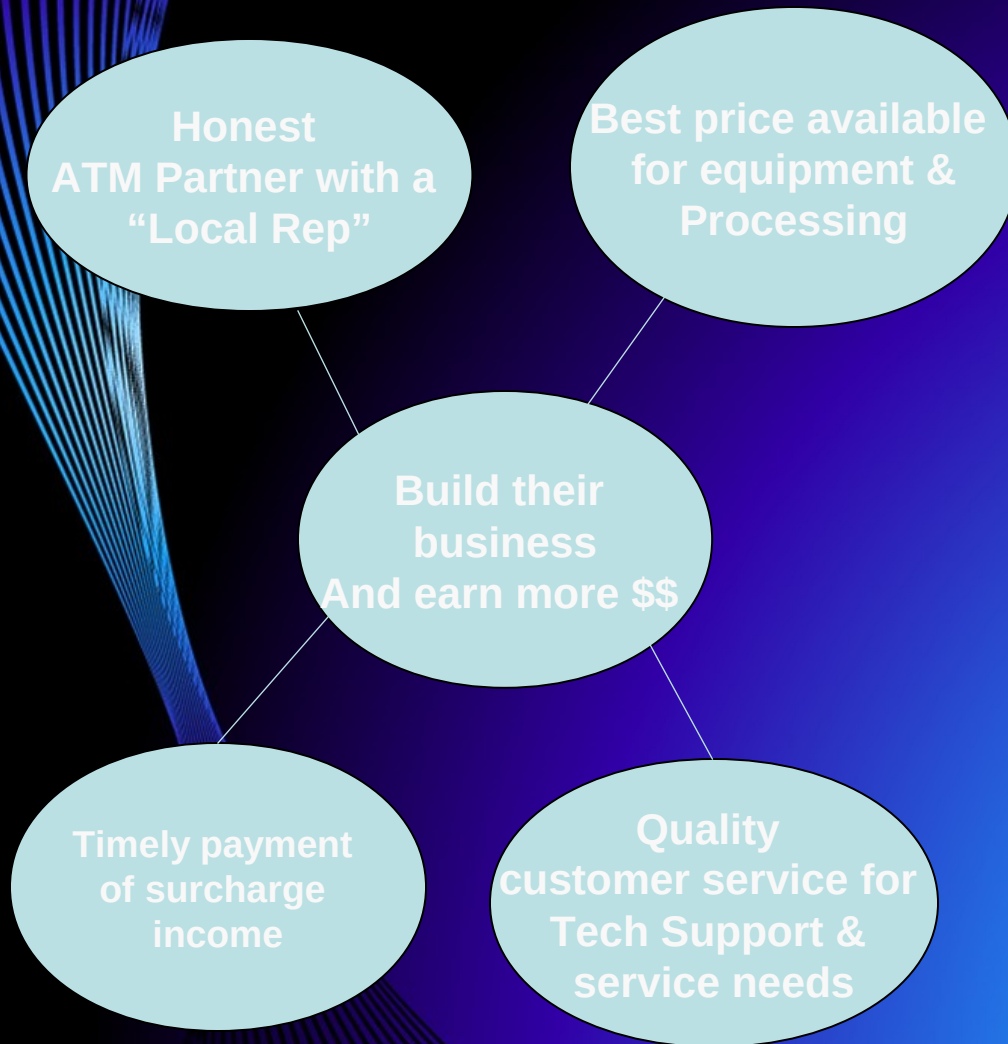 Honest
ATM Partner with a
“Local Rep”
Best price available
for equipment &
Processing
Build their
business
And earn more $$
Timely payment
of surcharge
income
Quality
customer service for
Tech Support &
service needs